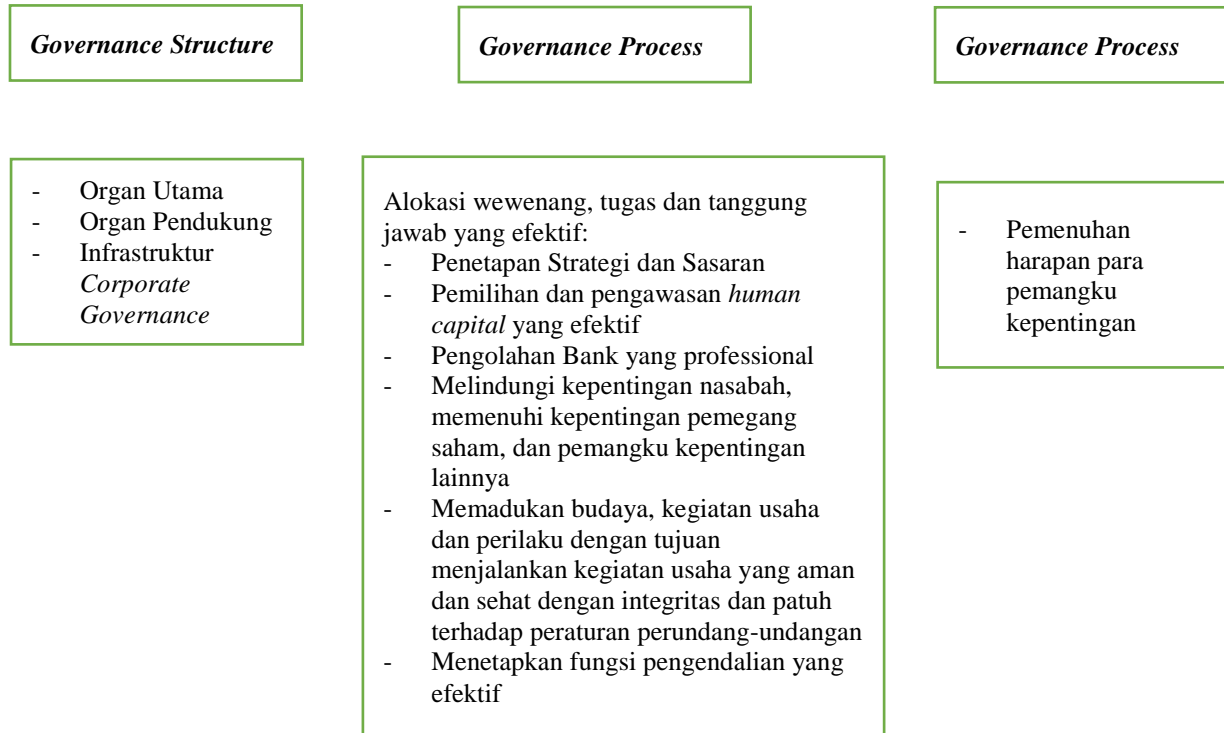 Governance Structure
Governance Process
Governance Process
- Organ Utama
- Organ Pendukung
- Infrastruktur
Corporate
Governance
Alokasi wewenang, tugas dan tanggung
jawab yang efektif:
- Penetapan Strategi dan Sasaran
- Pemilihan dan pengawasan human
capital yang efektif
- Pengolahan Bank yang professional
- Melindungi kepentingan nasabah,
memenuhi kepentingan pemegang
saham, dan pemangku kepentingan
lainnya
- Memadukan budaya, kegiatan usaha
dan perilaku dengan tujuan
menjalankan kegiatan usaha yang aman
dan sehat dengan integritas dan patuh
terhadap peraturan perundang-undangan
- Menetapkan fungsi pengendalian yang
efektif
- Pemenuhan
harapan para
pemangku
kepentingan